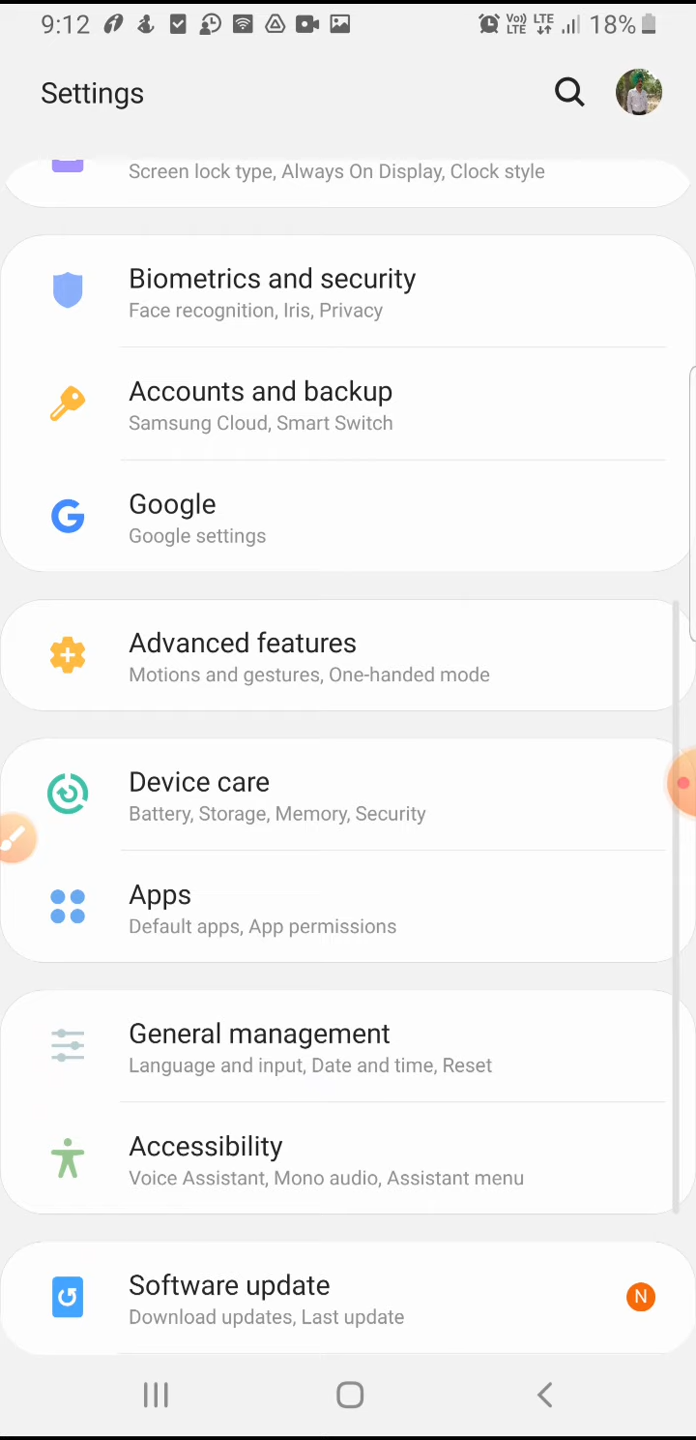 9:12 Vo) LTE LTE 18%
Settings
Screen lock type, Always On Display, Clock style
Biometrics and security
Face recognition, Iris, Privacy
Accounts and backup
Samsung Cloud, Smart Switch
G Google
Google settings
Advanced features
Motions and gestures, One-handed mode
Device care
Battery, Storage, Memory, Security
Apps
Default apps, App permissions
General management
Language and input, Date and time, Reset
Accessibility
Voice Assistant, Mono audio, Assistant menu
Software update
N
Download updates, Last update